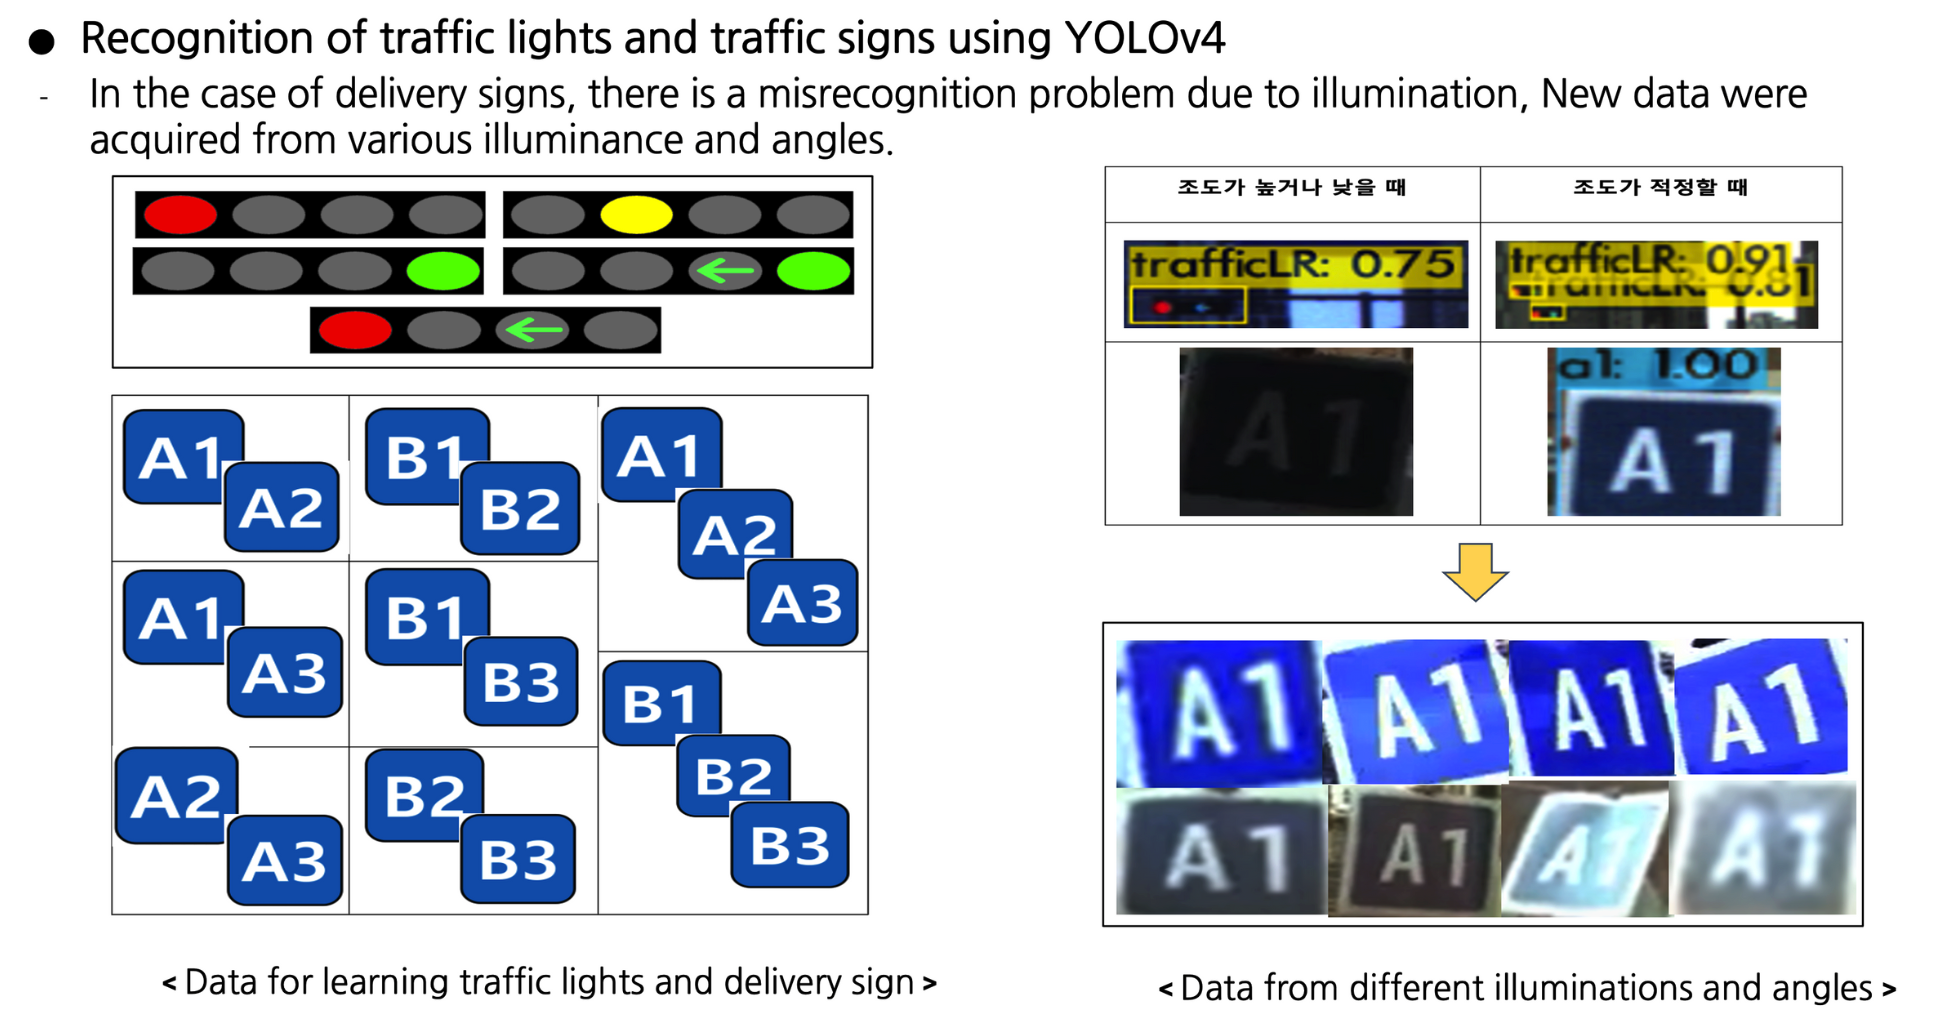 ● Recognition of traffic lights and traffic signs using YOLOv4
- In the case of delivery signs, there is a misrecognition problem due to illumination, New data were
acquired from various illuminance and angles.
A1
A2
B1
B2
A1
A2
A3
A1
A3
B1
B3
B1
B2
B3
A2
A3
B2
B3
< Data for learning traffic lights and delivery sign >
조도가 높거나 낮을 때
조도가 적정할 때
trafficLR: 0.75
trafficLR: 0.91
trafficLR: 0.81
A1
a1: 1.00
A1
A1
A1
A1
A1
A1
A1
A1
A1
< Data from different illuminations and angles >